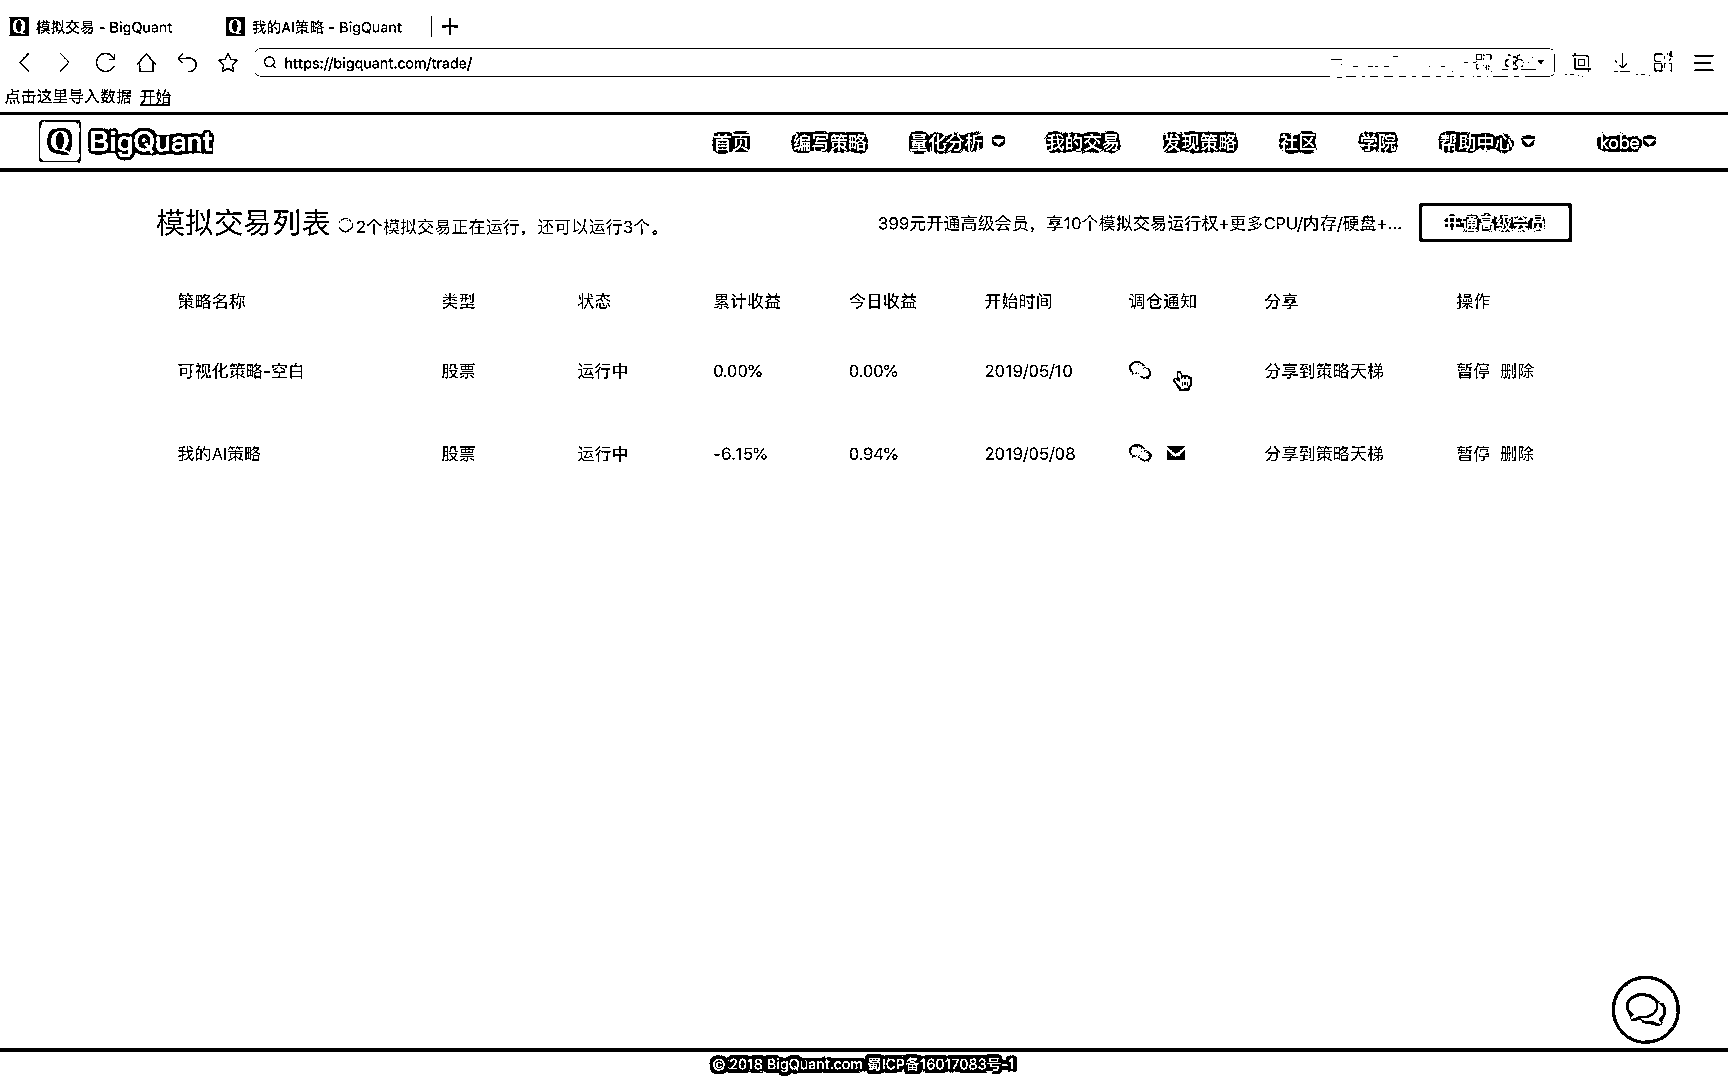 模拟交易 - BigQuant 我的AI策略 - BigQuant
https://bigquant.com/trade/
点击这里导入数据 开始
Q BigQuant 首页 编写策略 量化分析 我的交易 发现策略 社区 学院 帮助中心 kobe
模拟交易列表 2个模拟交易正在运行，还可以运行3个。 399元开通高级会员，享10个模拟交易运行权+更多CPU/内存/硬盘+... 开通高级会员
策略名称 类型 状态 累计收益 今日收益 开始时间 调仓通知 分享 操作
可视化策略-空白 股票 运行中 0.00% 0.00% 2019/05/10 分享到策略天梯 暂停 删除
我的AI策略 股票 运行中 -6.15% 0.94% 2019/05/08 分享到策略天梯 暂停 删除
© 2018 BigQuant.com 蜀ICP备16017083号-1